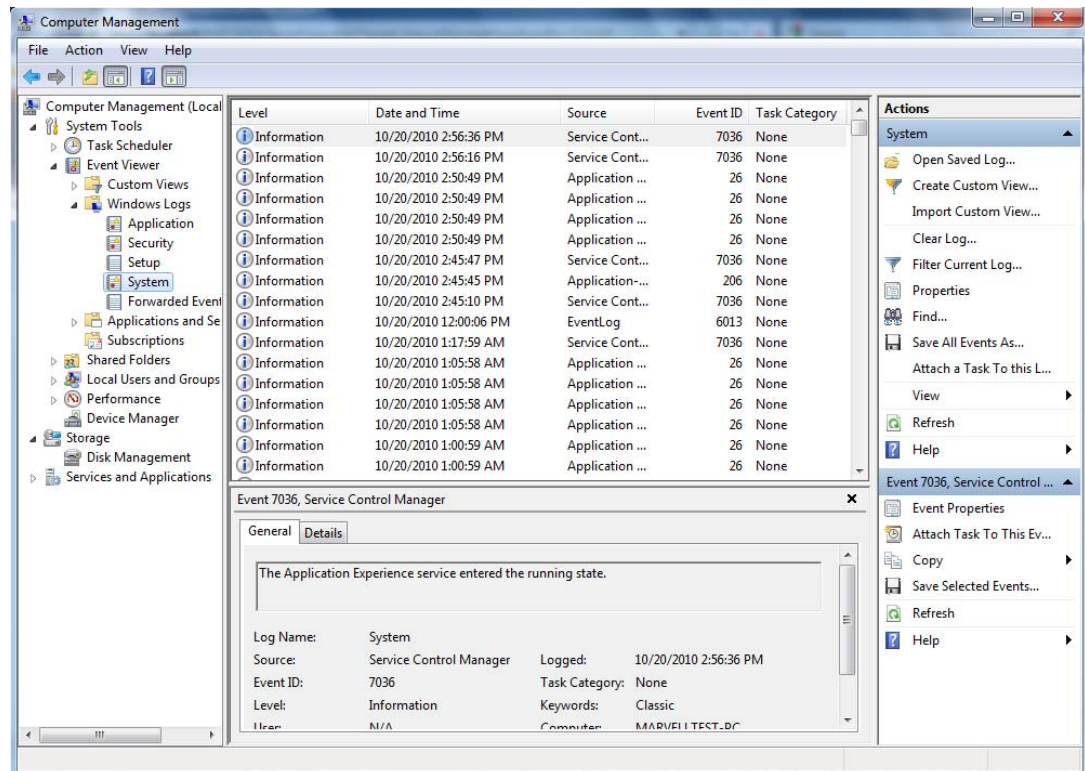 Computer Management
File Action View Help
Computer Management (Local
System Tools
Task Scheduler
Event Viewer
Custom Views
Windows Logs
Application
Security
Setup
System
Forwarded Event
Applications and Se
Subscriptions
Shared Folders
Local Users and Groups
Performance
Device Manager
Storage
Disk Management
Services and Applications
Level Date and Time Source Event ID Task Category
Information 10/20/2010 2:56:36 PM Service Cont... 7036 None
Information 10/20/2010 2:56:16 PM Service Cont... 7036 None
Information 10/20/2010 2:50:49 PM Application ... 26 None
Information 10/20/2010 2:50:49 PM Application ... 26 None
Information 10/20/2010 2:50:49 PM Application ... 26 None
Information 10/20/2010 2:50:49 PM Application ... 26 None
Information 10/20/2010 2:45:47 PM Service Cont... 7036 None
Information 10/20/2010 2:45:45 PM Application-... 206 None
Information 10/20/2010 2:45:10 PM Service Cont... 7036 None
Information 10/20/2010 12:00:06 PM EventLog 6013 None
Information 10/20/2010 1:17:59 AM Service Cont... 7036 None
Information 10/20/2010 1:05:58 AM Application ... 26 None
Information 10/20/2010 1:05:58 AM Application ... 26 None
Information 10/20/2010 1:05:58 AM Application ... 26 None
Information 10/20/2010 1:05:58 AM Application ... 26 None
Information 10/20/2010 1:00:59 AM Application ... 26 None
Information 10/20/2010 1:00:59 AM Application ... 26 None
Event 7036, Service Control Manager
General Details
The Application Experience service entered the running state.
Log Name: System
Source: Service Control Manager Logged: 10/20/2010 2:56:36 PM
Event ID: 7036 Task Category: None
Level: Information Keywords: Classic
User: N/A Computer: MARVELLTEST-PC
Actions
System
Open Saved Log...
Create Custom View...
Import Custom View...
Clear Log...
Filter Current Log...
Properties
Find...
Save All Events As...
Attach a Task To this L...
View
Refresh
Help
Event 7036, Service Control ...
Event Properties
Attach Task To This Ev...
Copy
Save Selected Events...
Refresh
Help